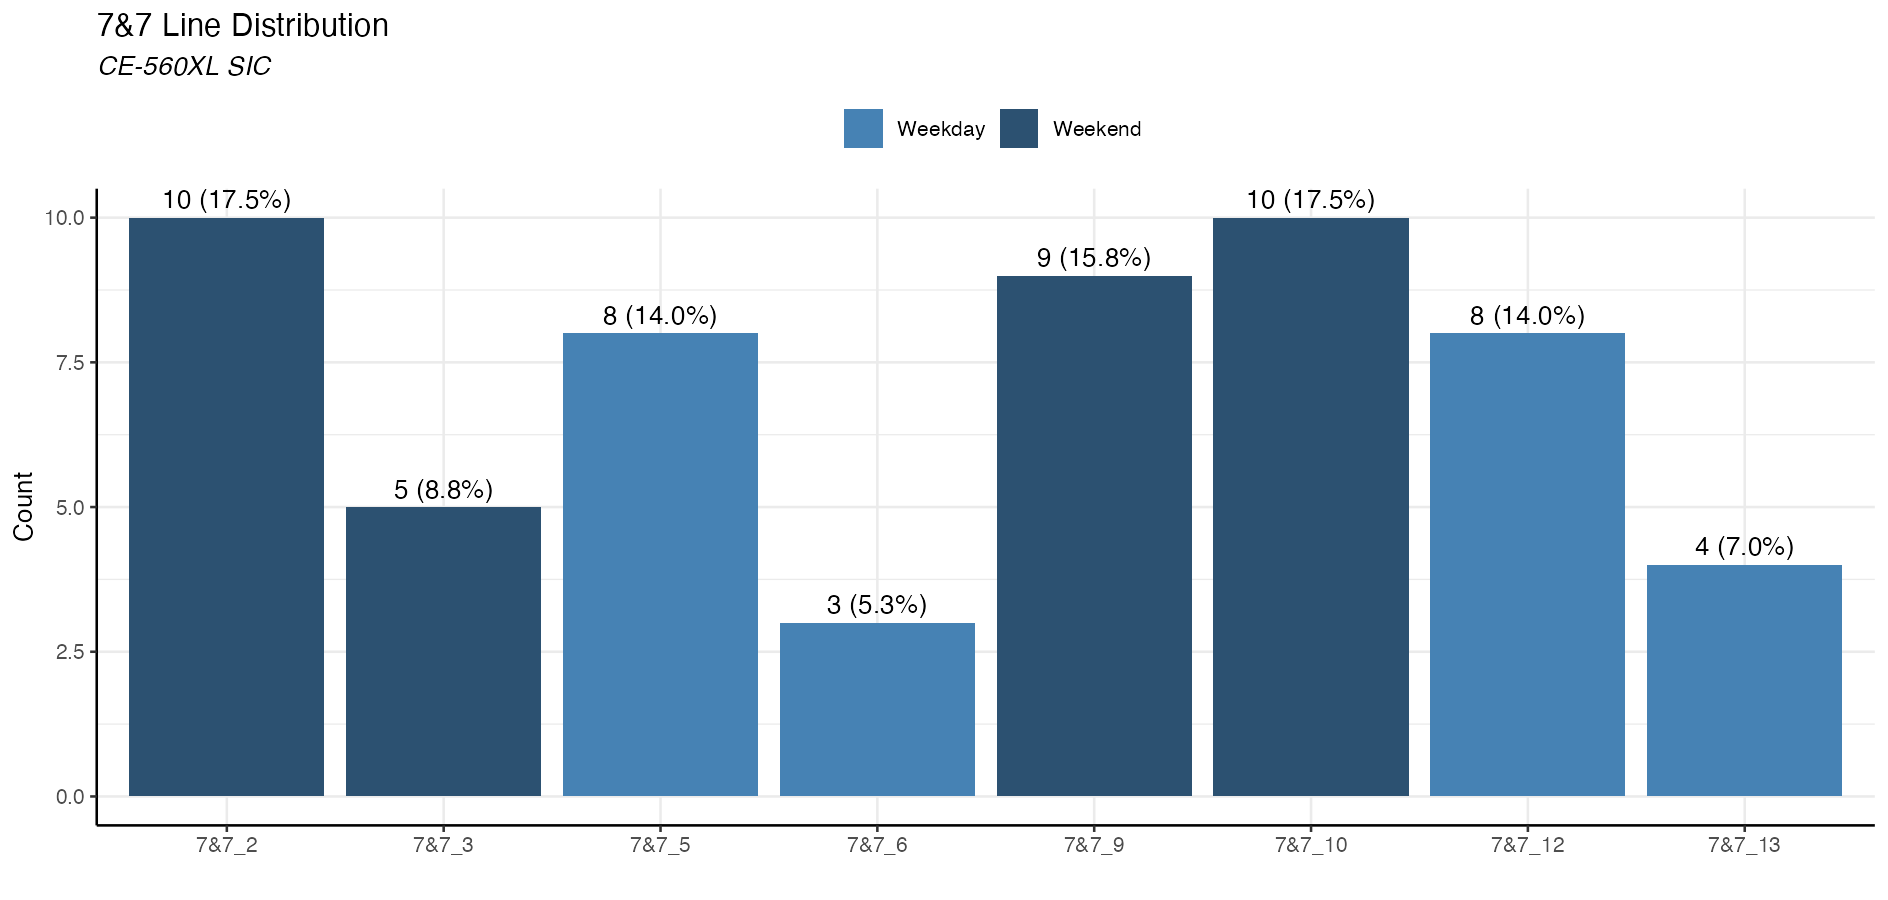 7&7 Line Distribution
CE-560XL SIC
Weekday Weekend
10 (17.5%)
5 (8.8%)
8 (14.0%)
3 (5.3%)
9 (15.8%)
10 (17.5%)
8 (14.0%)
4 (7.0%)
Count
10.0
7.5
5.0
2.5
0.0
7&7_2 7&7_3 7&7_5 7&7_6 7&7_9 7&7_10 7&7_12 7&7_13